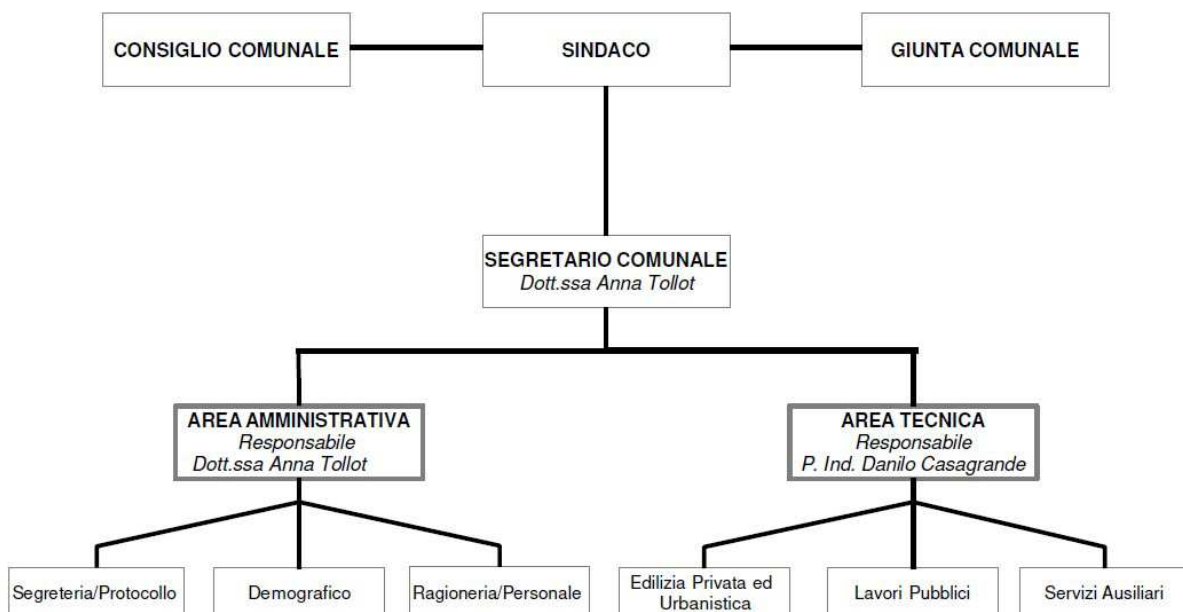 CONSIGLIO COMUNALE
SINDACO
GIUNTA COMUNALE
SEGRETARIO COMUNALE
Dott.ssa Anna Tollot
AREA AMMINISTRATIVA
Responsabile
Dott.ssa Anna Tollot
AREA TECNICA
Responsabile
P. Ind. Danilo Casagrande
Segreteria/Protocollo
Demografico
Ragioneria/Personale
Edilizia Privata ed
Urbanistica
Lavori Pubblici
Servizi Ausiliari